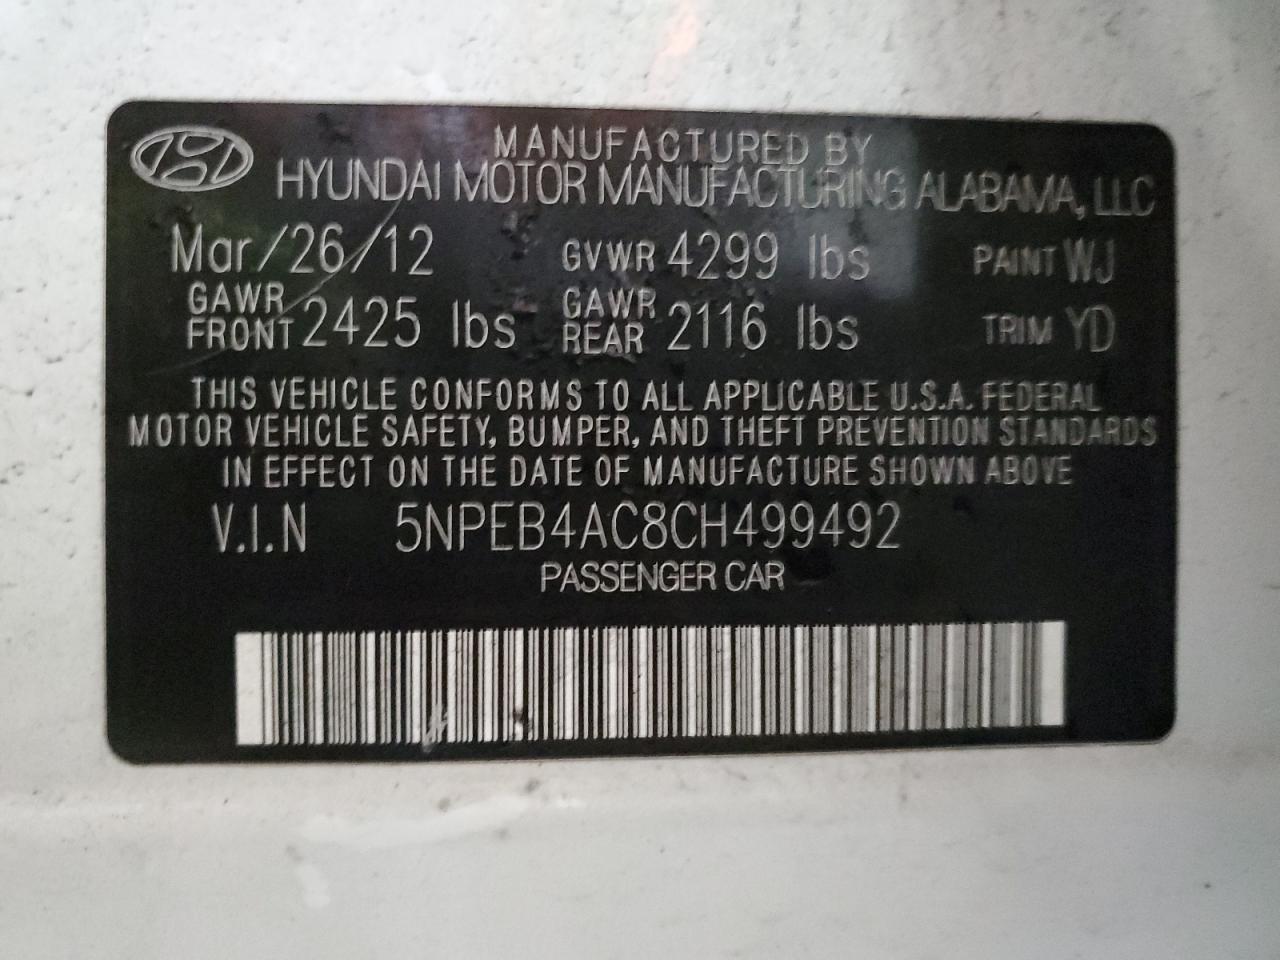 MANUFACTURED BY
HYUNDAI MOTOR MANUFACTURING ALABAMA, LLC
Mar/26/12 GVWR 4299 lbs PAINT WJ
GAWR FRONT 2425 lbs GAWR REAR 2116 lbs TRIM YD
THIS VEHICLE CONFORMS TO ALL APPLICABLE U.S.A. FEDERAL
MOTOR VEHICLE SAFETY, BUMPER, AND THEFT PREVENTION STANDARDS
IN EFFECT ON THE DATE OF MANUFACTURE SHOWN ABOVE
V.I.N 5NPEB4AC8CH499492
PASSENGER CAR